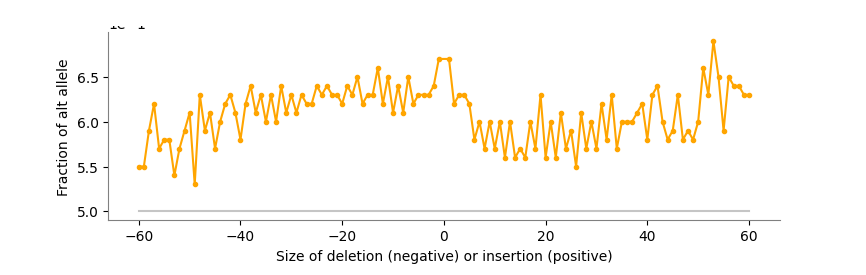 6.5
6.0
5.5
5.0
−60 −40 −20 0 20 40 60
Fraction of alt allele
Size of deletion (negative) or insertion (positive)